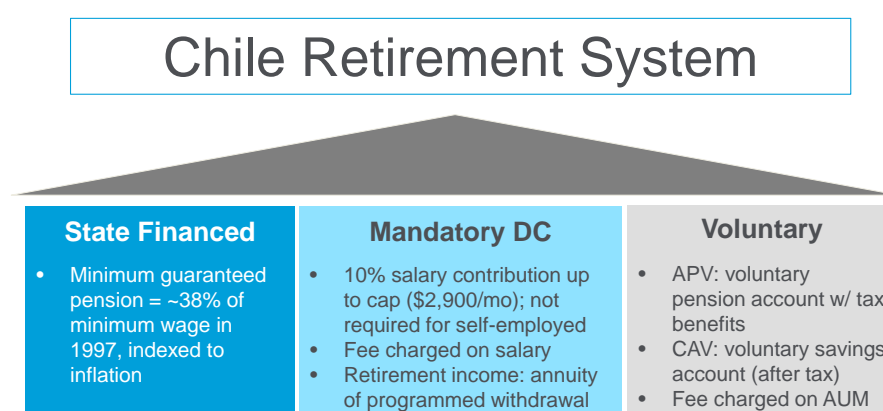 Chile Retirement System
State Financed
• Minimum guaranteed
pension = ~38% of
minimum wage in
1997, indexed to
inflation
Mandatory DC
• 10% salary contribution up
to cap ($2,900/mo); not
required for self-employed
• Fee charged on salary
• Retirement income: annuity
of programmed withdrawal
Voluntary
• APV: voluntary
pension account w/ tax
benefits
• CAV: voluntary savings
account (after tax)
• Fee charged on AUM